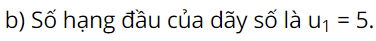 b) Số hạng đầu của dãy số là u₁ = 5.